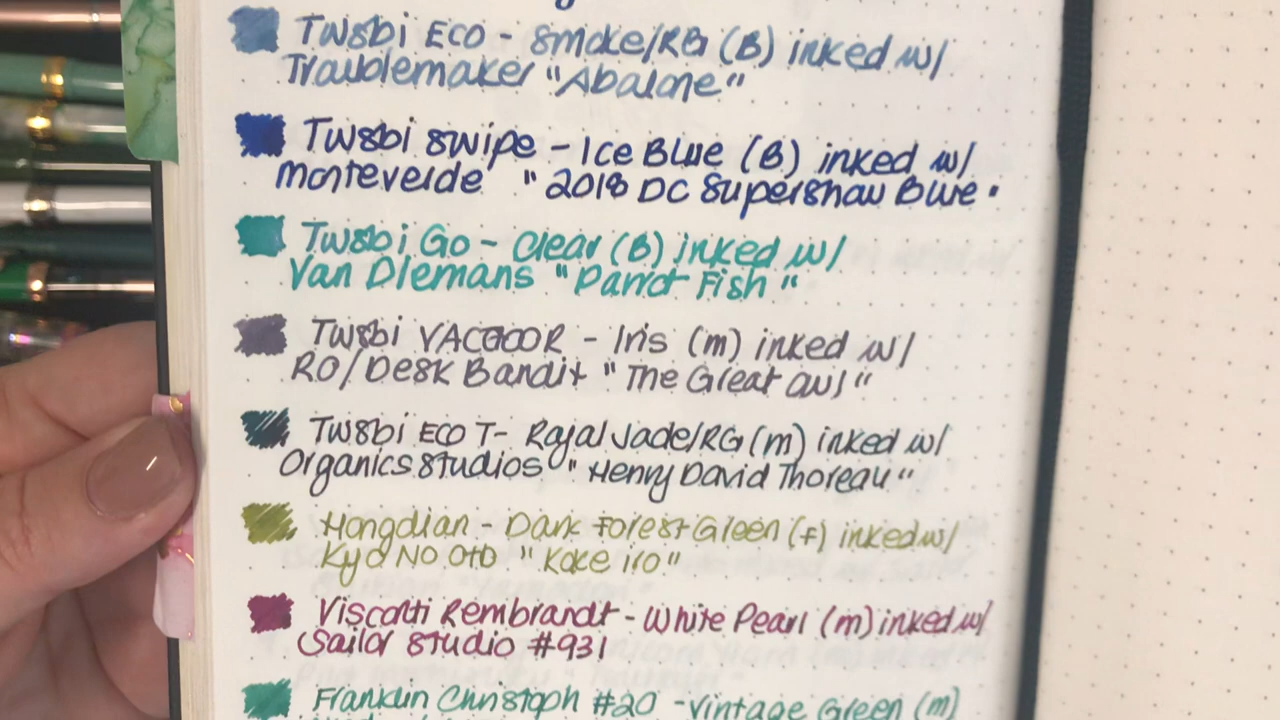 Twsbi ECO - Smoke/RG (B) inked w/
Troublemaker "Abalone"
Twsbi Swipe - Ice Blue (B) inked w/
Monteverde "2018 DC Supershow Blue"
Twsbi Go - Clear (B) inked w/
Van Diemans "Parrot Fish"
Twsbi VAC700R - Iris (m) inked w/
RO/Desk Bandit "The Great Owl"
Twsbi ECO T- Royal Jade/RG (m) inked w/
Organics Studios "Henry David Thoreau"
Hongdian - Dark Forest Green (f) inked w/
Kyo No Oto "Koke iro"
Visconti Rembrandt - White Pearl (m) inked w/
Sailor Studio #931
Franklin Christoph #20 - Vintage Green (m)